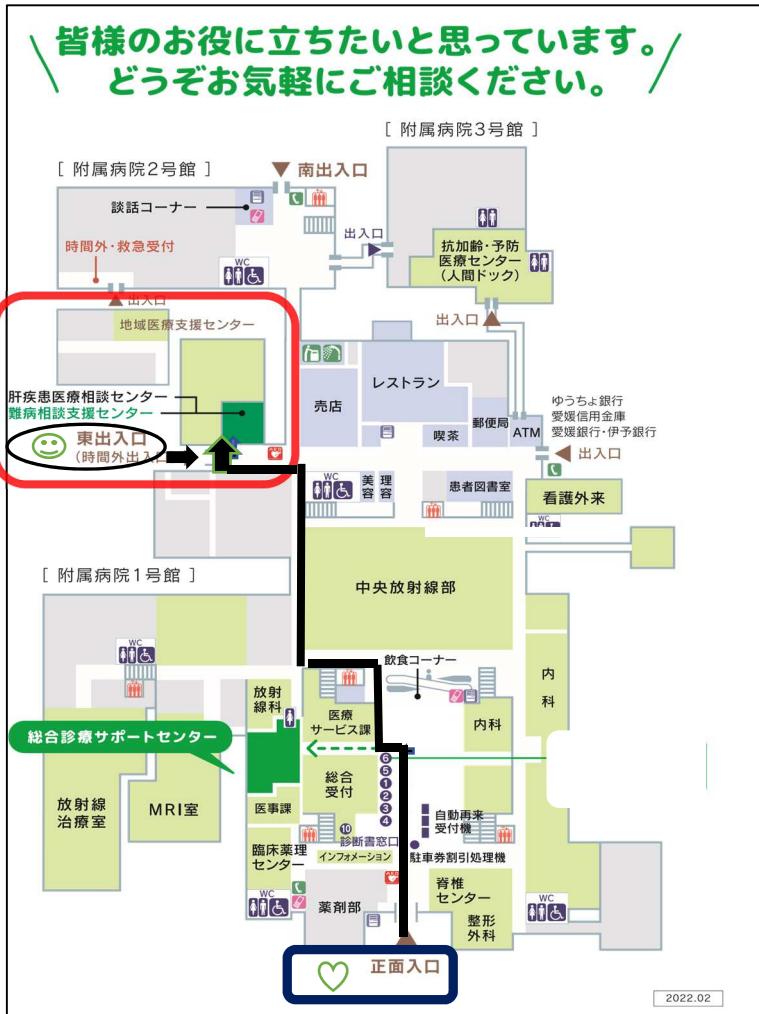 皆様のお役に立ちたいと思っています。
どうぞお気軽にご相談ください。
[ 附属病院3号館 ]
[ 附属病院2号館 ]
南出入口
談話コーナー
出入口
時間外・救急受付
WC
抗加齢・予防
医療センター
(人間ドック)
出入口
地域医療支援センター
出入口
肝疾患医療相談センター
難病相談支援センター
東出入口
(時間外出入
売店
レストラン
喫茶
郵便局
ATM
ゆうちょ銀行
愛媛信用金庫
愛媛銀行・伊予銀行
出入口
WC
美容
理容
患者図書室
看護外来
WC
[ 附属病院1号館 ]
中央放射線部
WC
飲食コーナー
放射
線科
医療
サービス課
内科
内科
総合診療サポートセンター
総合
受付
6
5
1
2
3
4
放射線
治療室
MRI室
医事課
自動再来
受付機
10
診断書窓口
臨床薬理
センター
インフォメーション
駐車券割引処理機
WC
薬剤部
脊椎
センター
整形
外科
WC
正面入口
2022.02